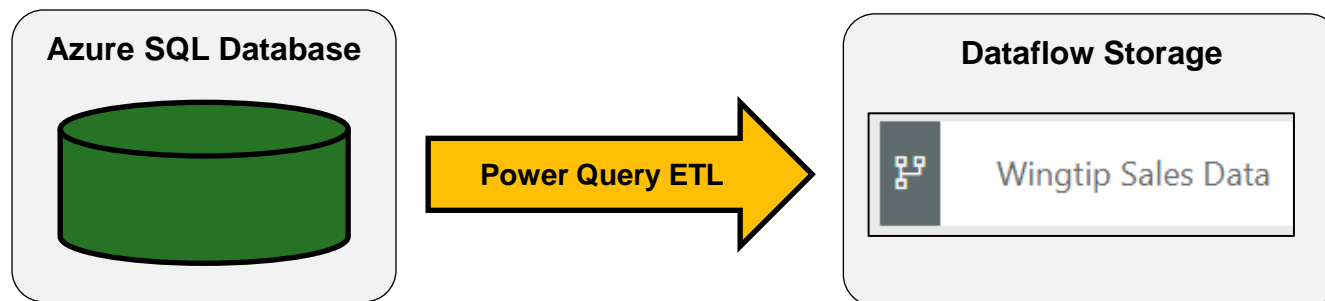 Azure SQL Database
Power Query ETL
Dataflow Storage
Wingtip Sales Data